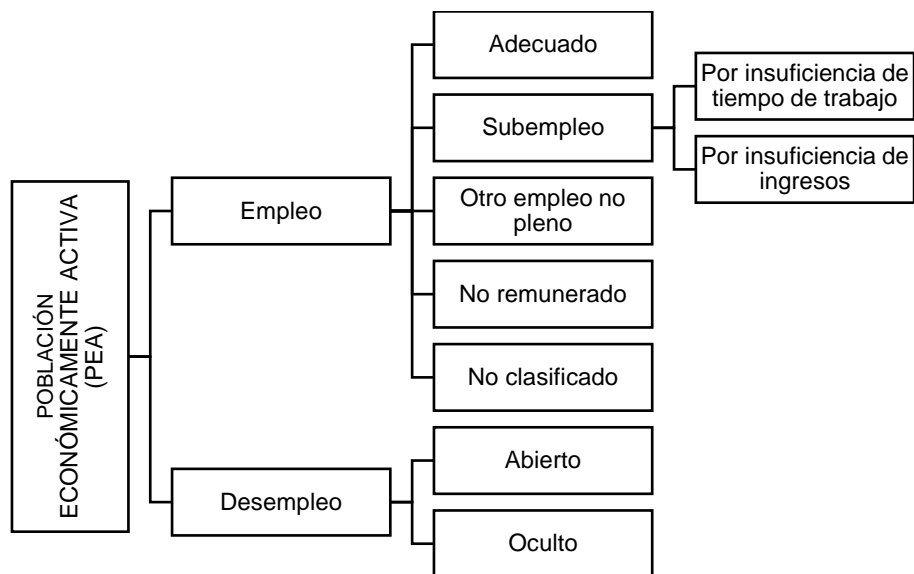 POBLACIÓN
ECONÓMICAMENTE ACTIVA
(PEA)
Empleo
Adecuado
Subempleo
Por insuficiencia de
tiempo de trabajo
Por insuficiencia de
ingresos
Otro empleo no
pleno
No remunerado
No clasificado
Desempleo
Abierto
Oculto